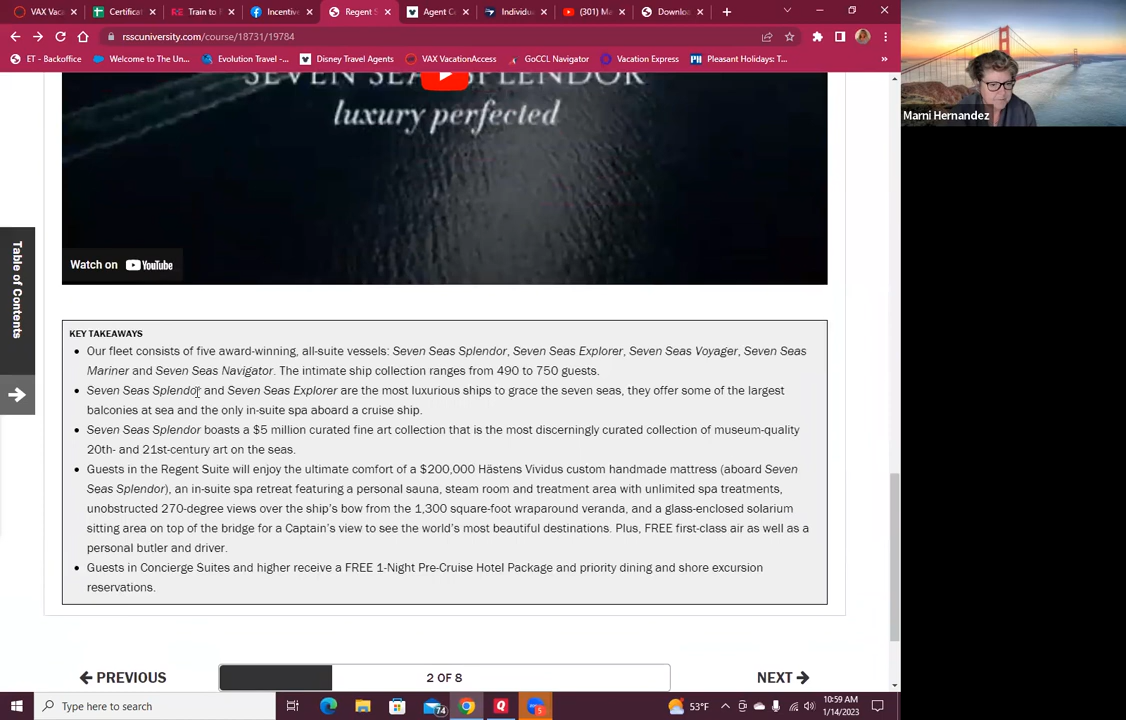 VAX Vaca
Certificat
Train to
Incentive
Regent S
Agent Ce
Individua
(301) Ma
Downloa
rsscuniversity.com/course/18731/19784
ET - Backoffice
Welcome to The Un...
Evolution Travel -...
Disney Travel Agents
VAX VacationAccess
GoCCL Navigator
Vacation Express
Pleasant Holidays: T...
SEVEN SEAS SPLENDOR
luxury perfected
Watch on YouTube
Marni Hernandez
Table of Contents
KEY TAKEAWAYS
• Our fleet consists of five award-winning, all-suite vessels: Seven Seas Splendor, Seven Seas Explorer, Seven Seas Voyager, Seven Seas
Mariner and Seven Seas Navigator. The intimate ship collection ranges from 490 to 750 guests.
• Seven Seas Splendor and Seven Seas Explorer are the most luxurious ships to grace the seven seas, they offer some of the largest
balconies at sea and the only in-suite spa aboard a cruise ship.
• Seven Seas Splendor boasts a $5 million curated fine art collection that is the most discerningly curated collection of museum-quality
20th- and 21st-century art on the seas.
• Guests in the Regent Suite will enjoy the ultimate comfort of a $200,000 Hästens Vividus custom handmade mattress (aboard Seven
Seas Splendor), an in-suite spa retreat featuring a personal sauna, steam room and treatment area with unlimited spa treatments,
unobstructed 270-degree views over the ship's bow from the 1,300 square-foot wraparound veranda, and a glass-enclosed solarium
sitting area on top of the bridge for a Captain's view to see the world's most beautiful destinations. Plus, FREE first-class air as well as a
personal butler and driver.
• Guests in Concierge Suites and higher receive a FREE 1-Night Pre-Cruise Hotel Package and priority dining and shore excursion
reservations.
PREVIOUS
2 OF 8
NEXT
Type here to search
74
5
53°F
10:59 AM
1/14/2023